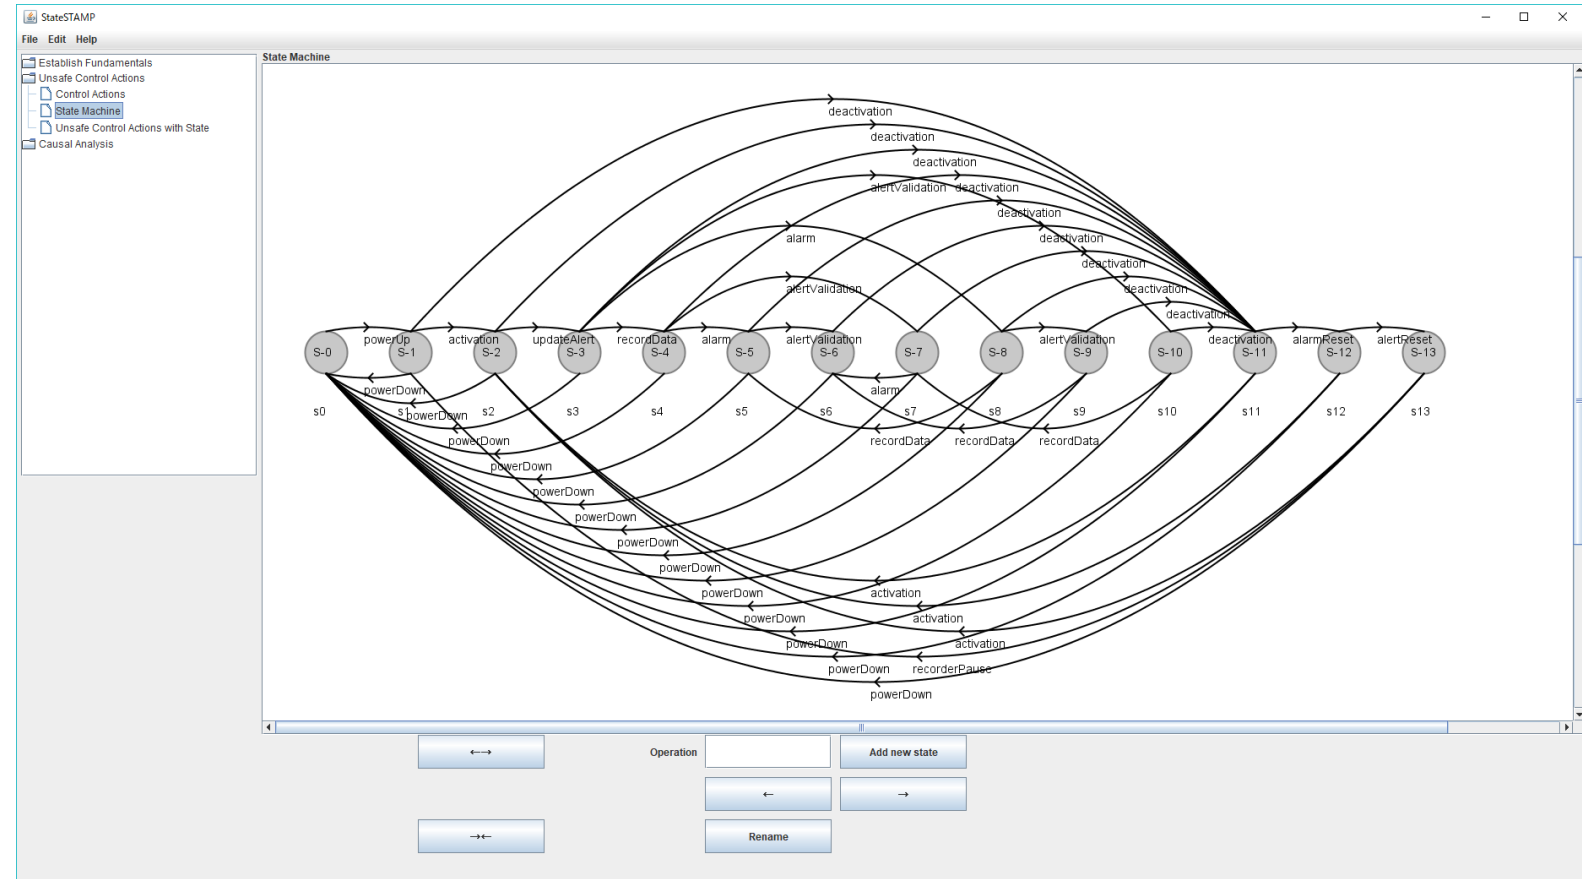 StateSTAMP
File Edit Help
Establish Fundamentals
Unsafe Control Actions
Control Actions
State Machine
Unsafe Control Actions with State
Causal Analysis
State Machine
deactivation
deactivation
deactivation
alertValidation deactivation
deactivation
alarm deactivation
deactivation
alertValidation deactivation
deactivation
powerUp activation updateAlert recordData alarm alertValidation alertValidation deactivation alarmReset alertReset
S-0 S-1 S-2 S-3 S-4 S-5 S-6 S-7 S-8 S-9 S-10 S-11 S-12 S-13
powerDown alarm
s0 s1 s2 s3 s4 s5 s6 s7 s8 s9 s10 s11 s12 s13
powerDown
powerDown recordData recordData recordData
powerDown
powerDown
powerDown
powerDown
powerDown
powerDown activation
powerDown activation
powerDown activation
powerDown recorderPause
powerDown
←→ Operation Add new state
← →
→← Rename